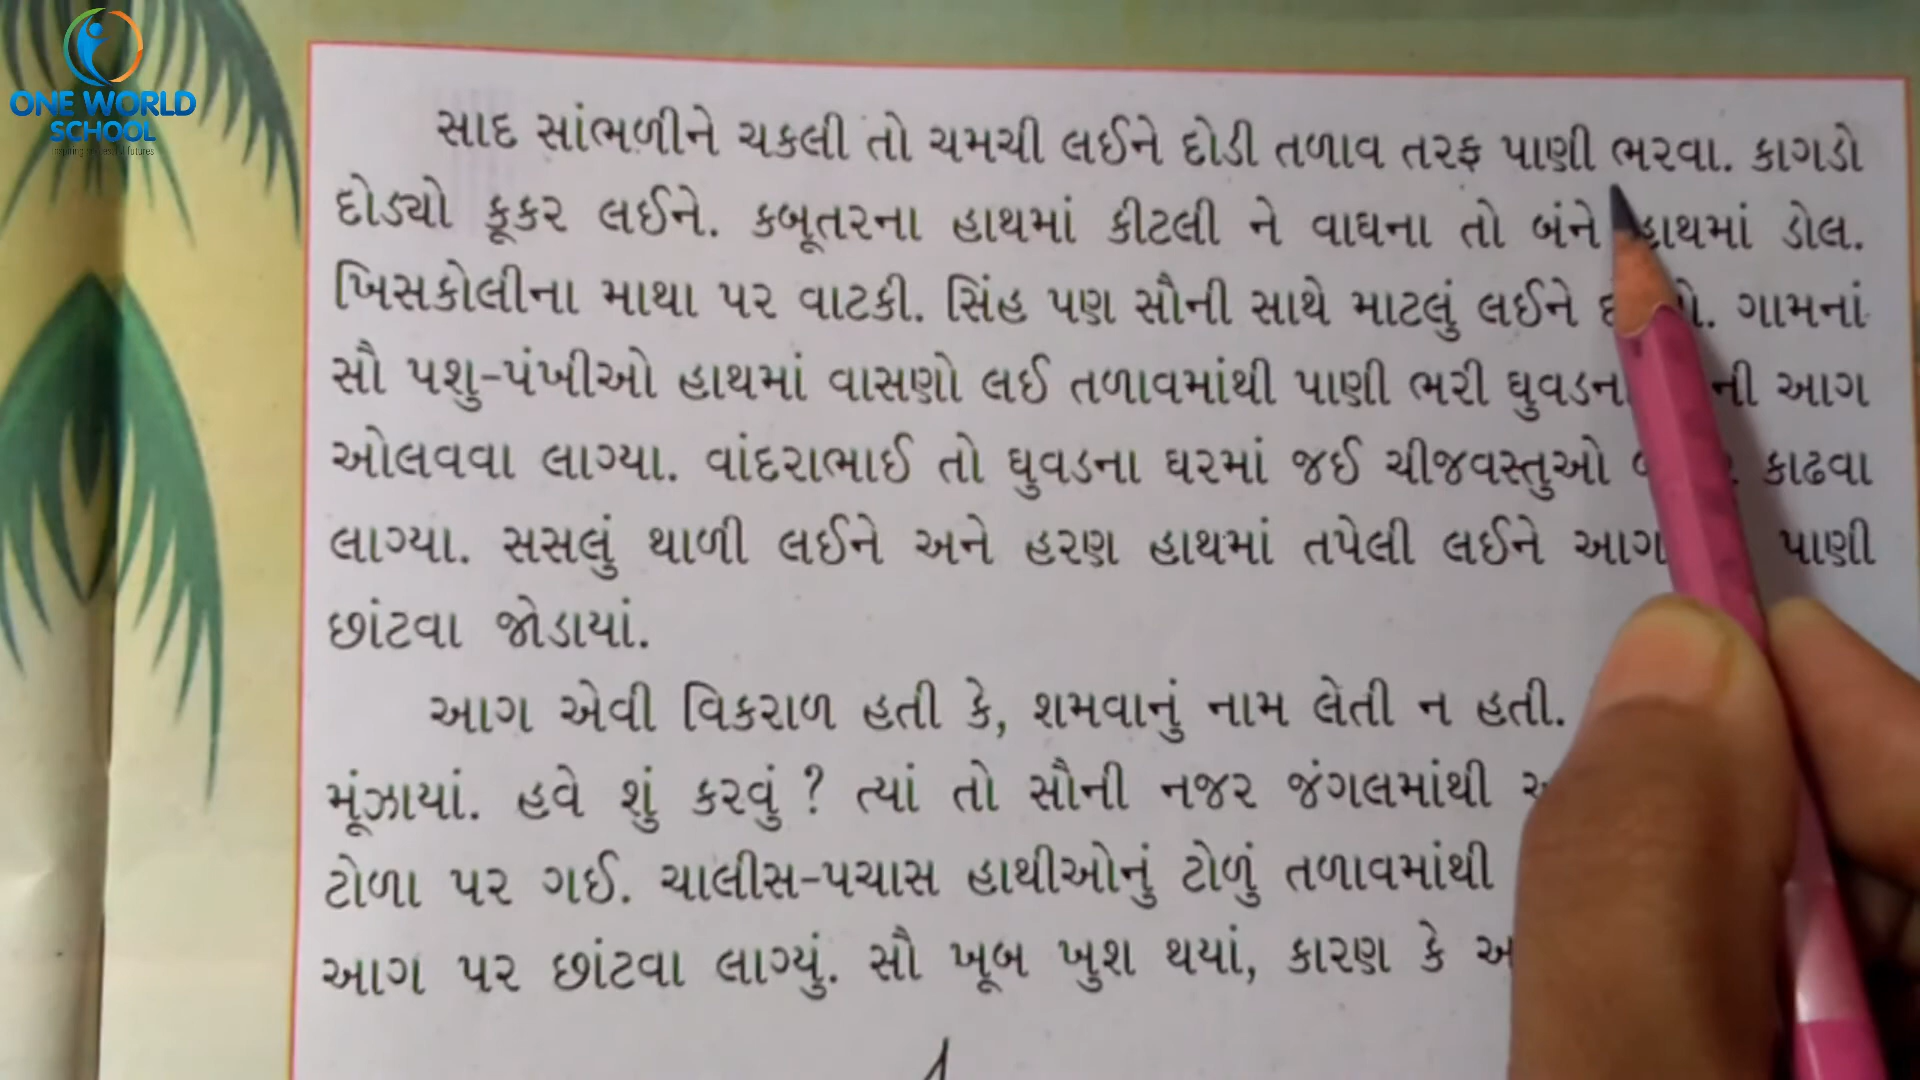 ONE WORLD
SCHOOL
સાદ સાંભળીને ચકલી તો ચમચી લઈને દોડી તળાવ તરફ પાણી ભરવા. કાગડો
દોડ્યો કૂકર લઈને. કબૂતરના હાથમાં કીટલી ને વાઘના તો બંને હાથમાં ડોલ.
ખિસકોલીના માથા પર વાટકી. સિંહ પણ સૌની સાથે માટલું લઈને ગામનાં
સૌ પશુ-પંખીઓ હાથમાં વાસણો લઈ તળાવમાંથી પાણી ભરી આગ
ઓલવવા લાગ્યા. વાંદરાભાઈ તો ઘુવડના ઘરમાં જઈ ચીજવસ્તુઓ કાઢવા
લાગ્યા. સસલું થાળી લઈને અને હરણ હાથમાં તપેલી લઈને આગ પાણી
છાંટવા જોડાયાં.
આગ એવી વિકરાળ હતી કે, શમવાનું નામ લેતી ન હતી.
મૂંઝાયાં. હવે શું કરવું ? ત્યાં તો સૌની નજર જંગલમાંથી
ટોળા પર ગઈ. ચાલીસ-પચાસ હાથીઓનું ટોળું તળાવમાંથી
આગ પર છાંટવા લાગ્યું. સૌ ખૂબ ખુશ થયાં, કારણ કે